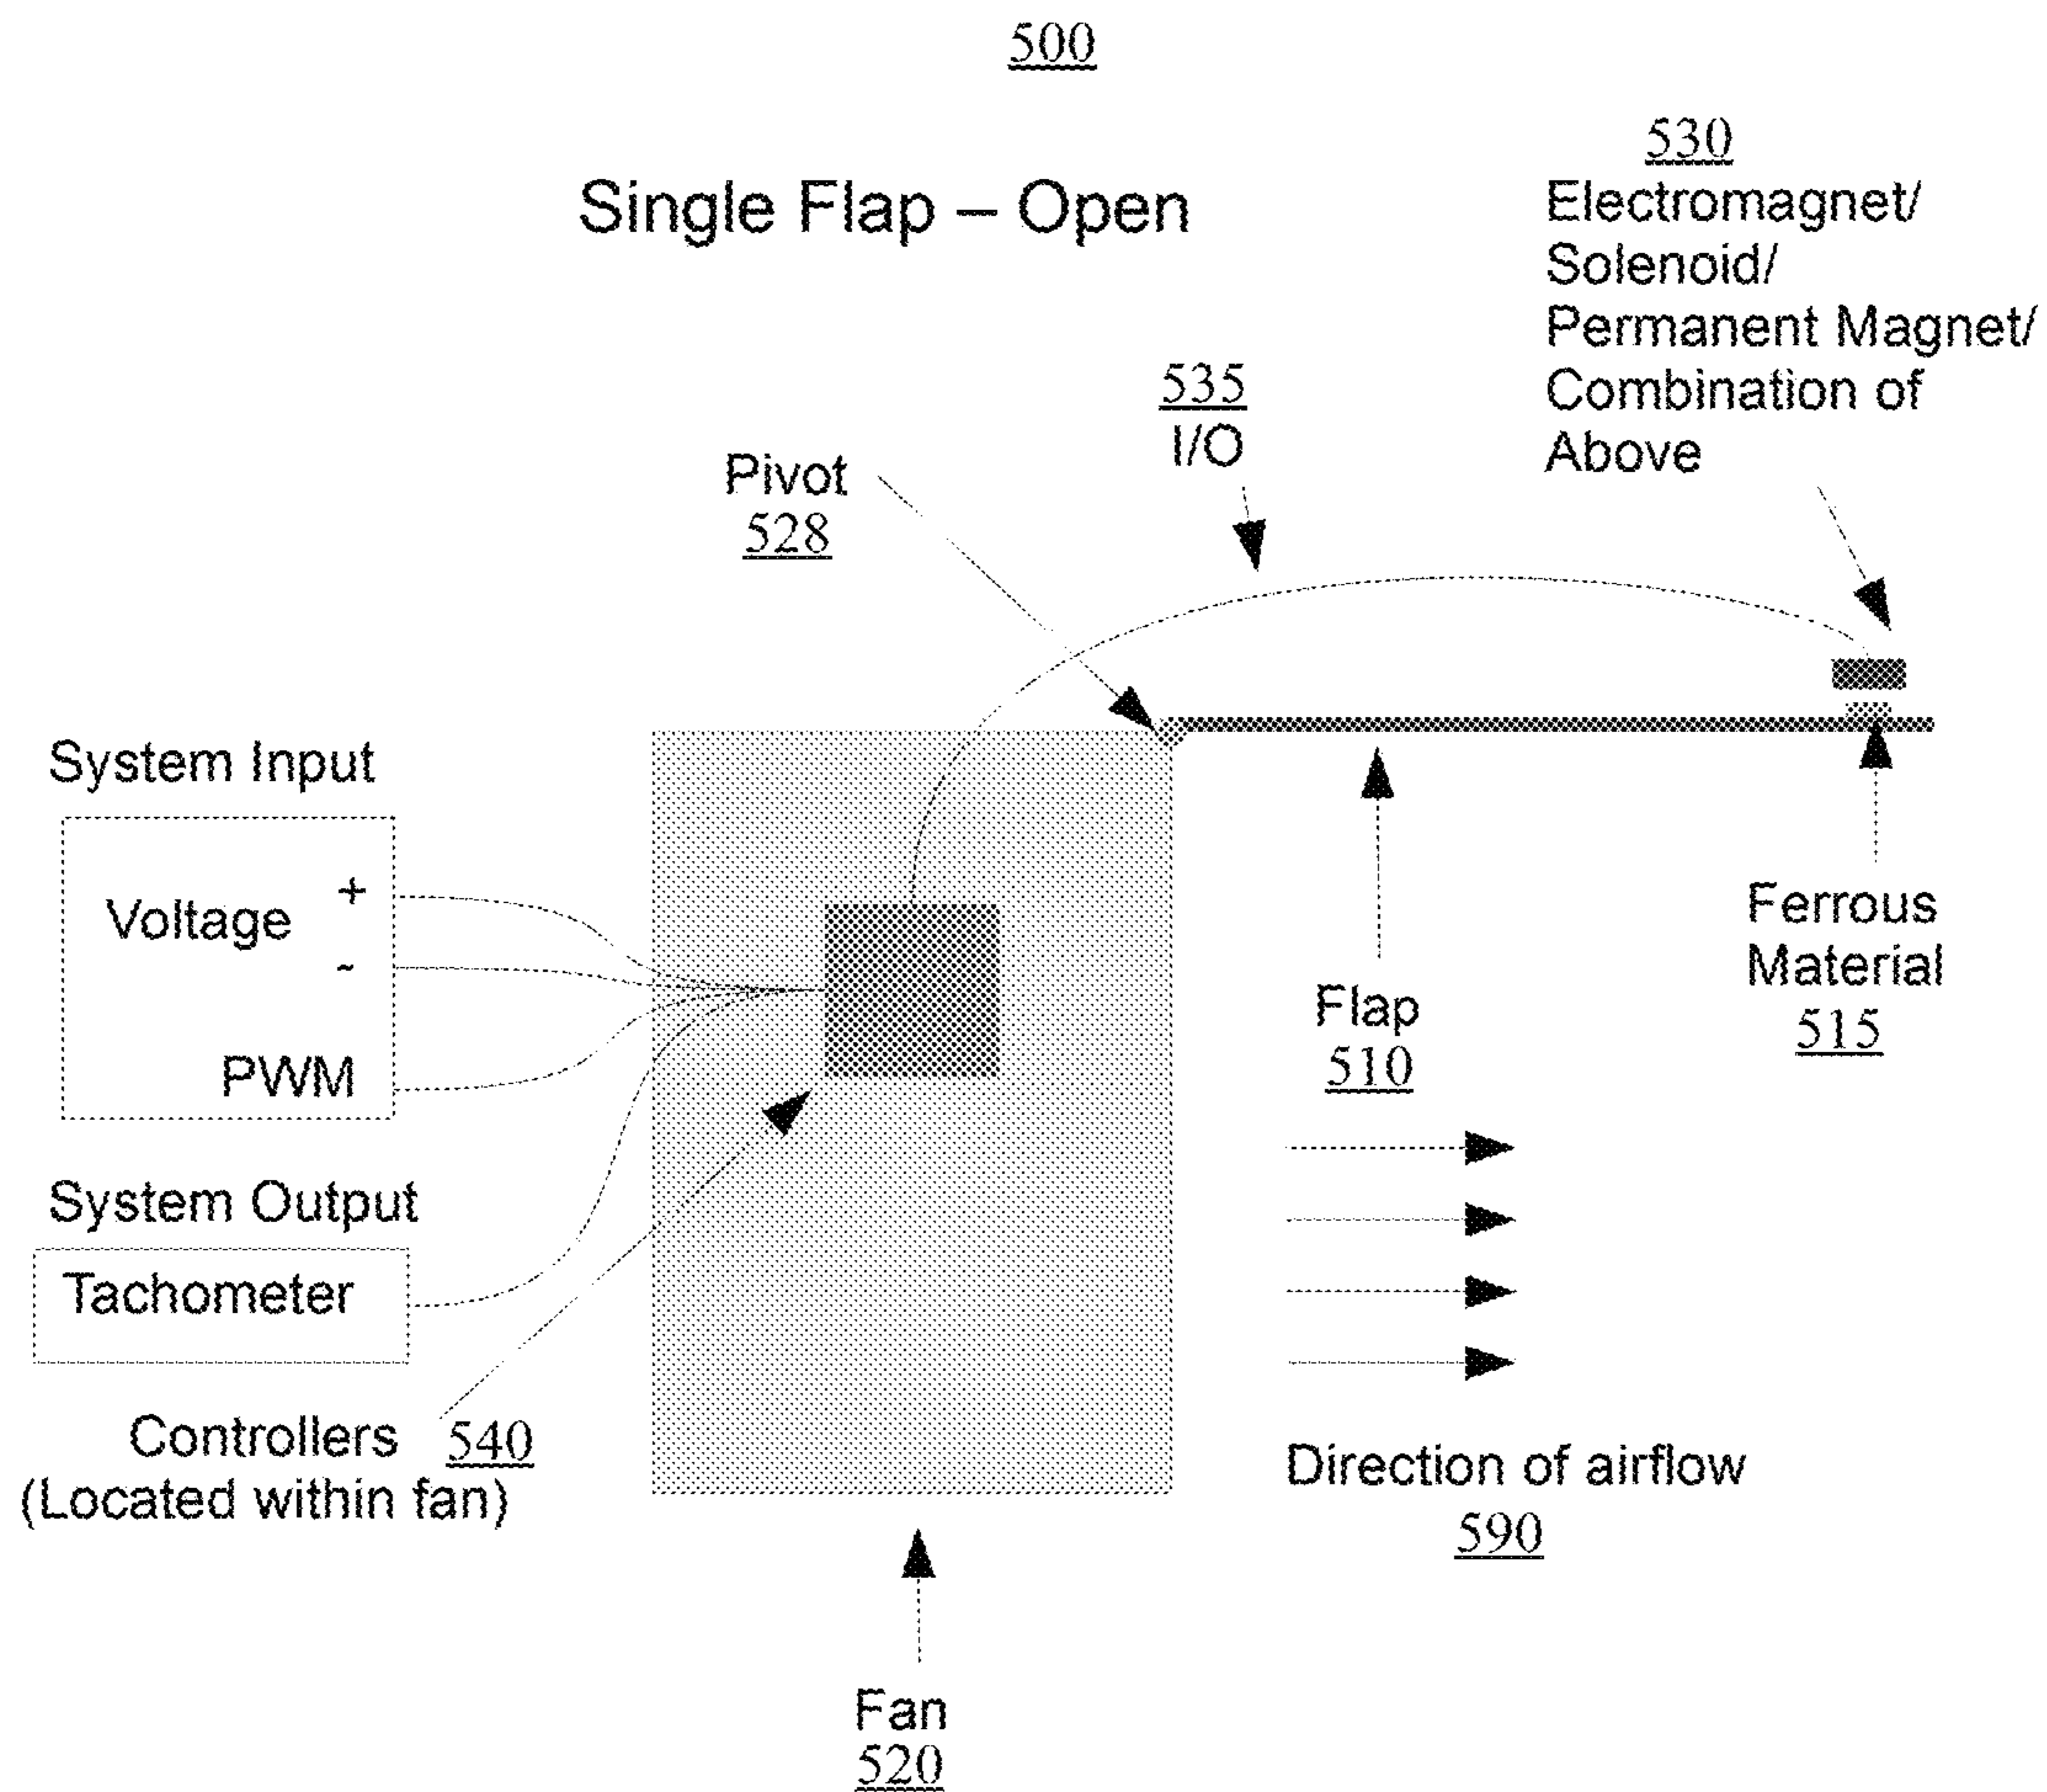 500
Single Flap – Open
530
Electromagnet/
Solenoid/
Permanent Magnet/
Combination of
Above
535
I/O
Pivot
528
System Input
Voltage
+
-
PWM
System Output
Tachometer
Controllers 540
(Located within fan)
Flap
510
Ferrous
Material
515
Direction of airflow
590
Fan
520